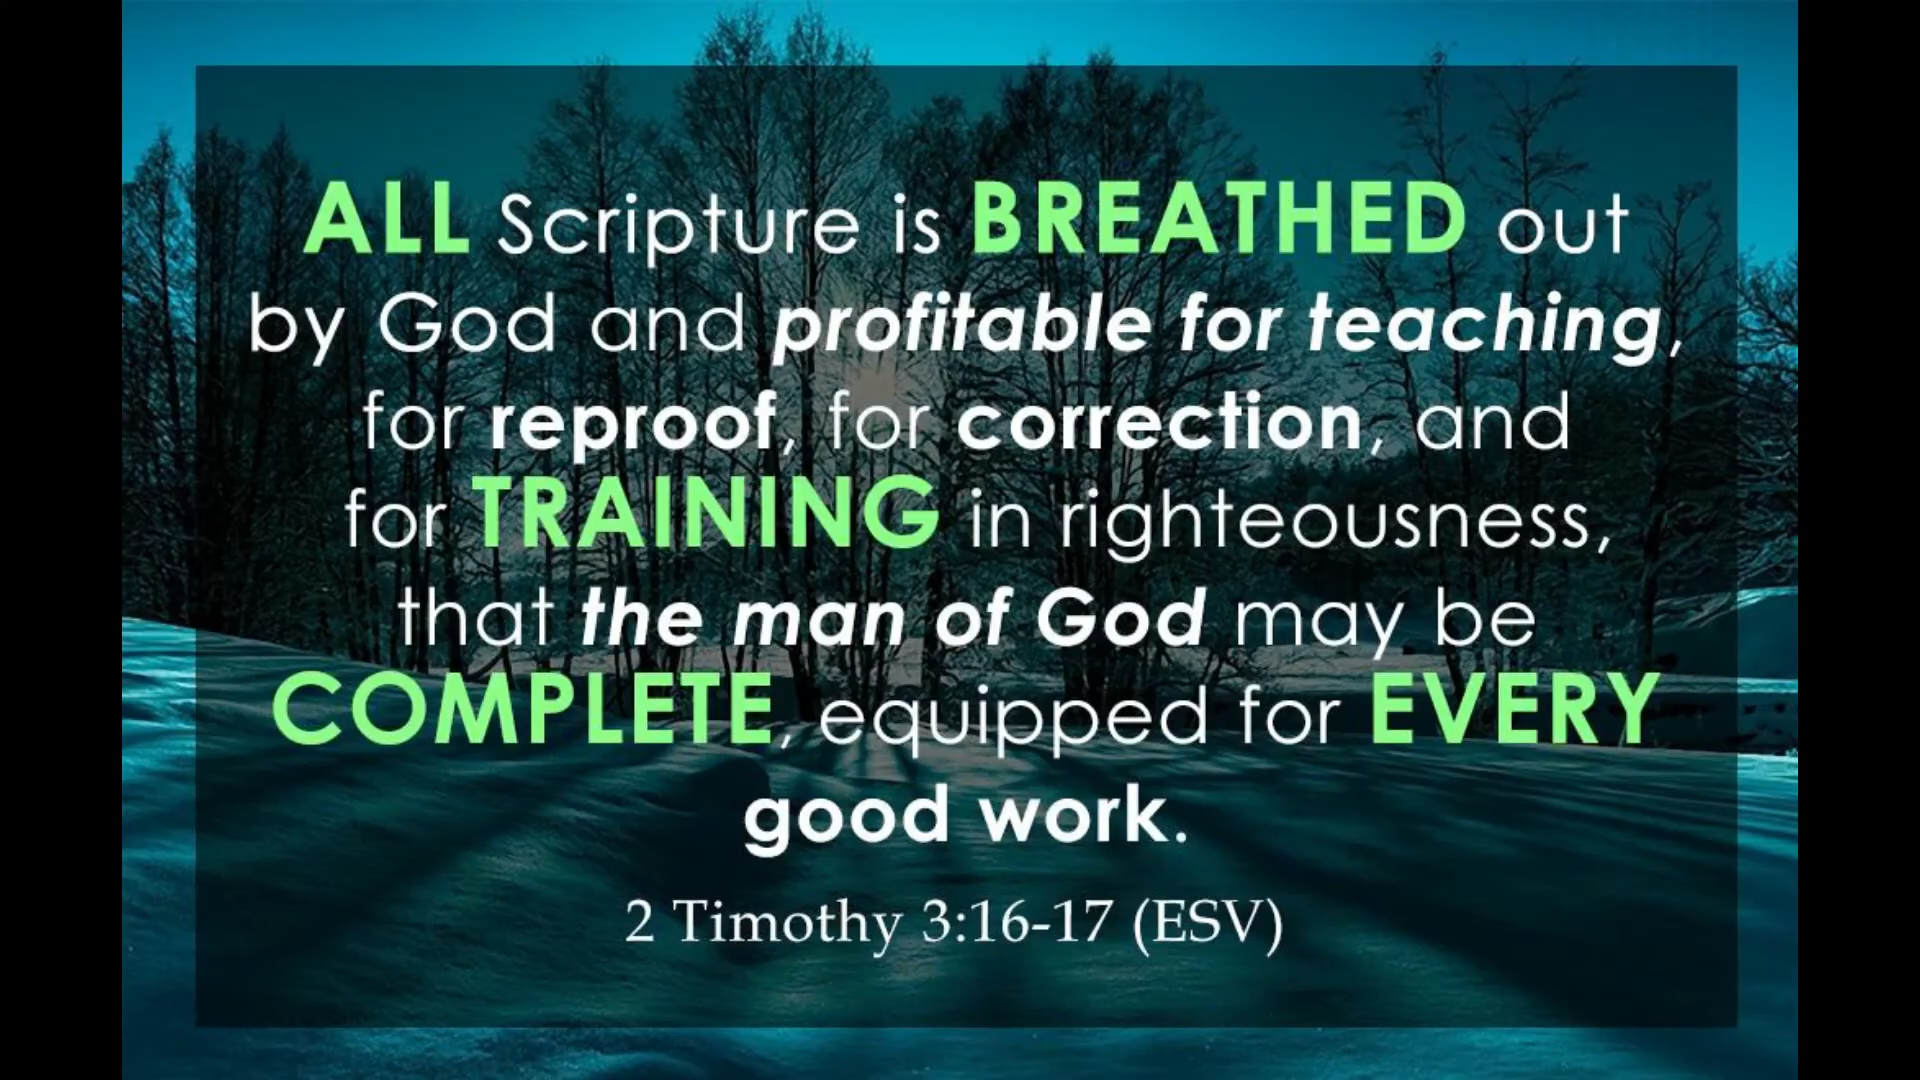 ALL Scripture is BREATHED out
by God and profitable for teaching,
for reproof, for correction, and
for TRAINING in righteousness,
that the man of God may be
COMPLETE, equipped for EVERY
good work.
2 Timothy 3:16-17 (ESV)